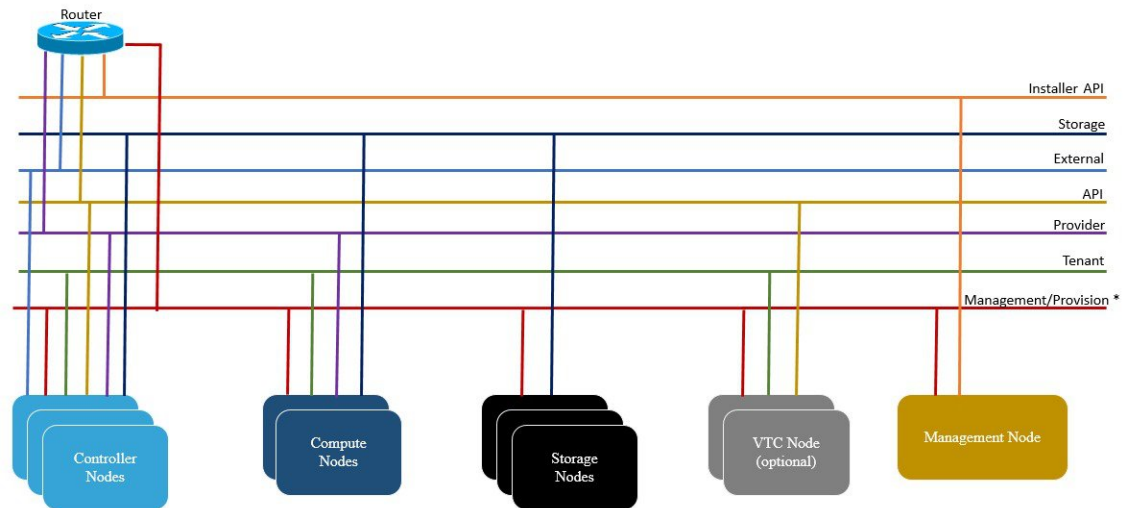 Router
Installer API
Storage
External
API
Provider
Tenant
Management/Provision *
Controller
Nodes
Compute
Nodes
Storage
Nodes
VTC Node
(optional)
Management Node